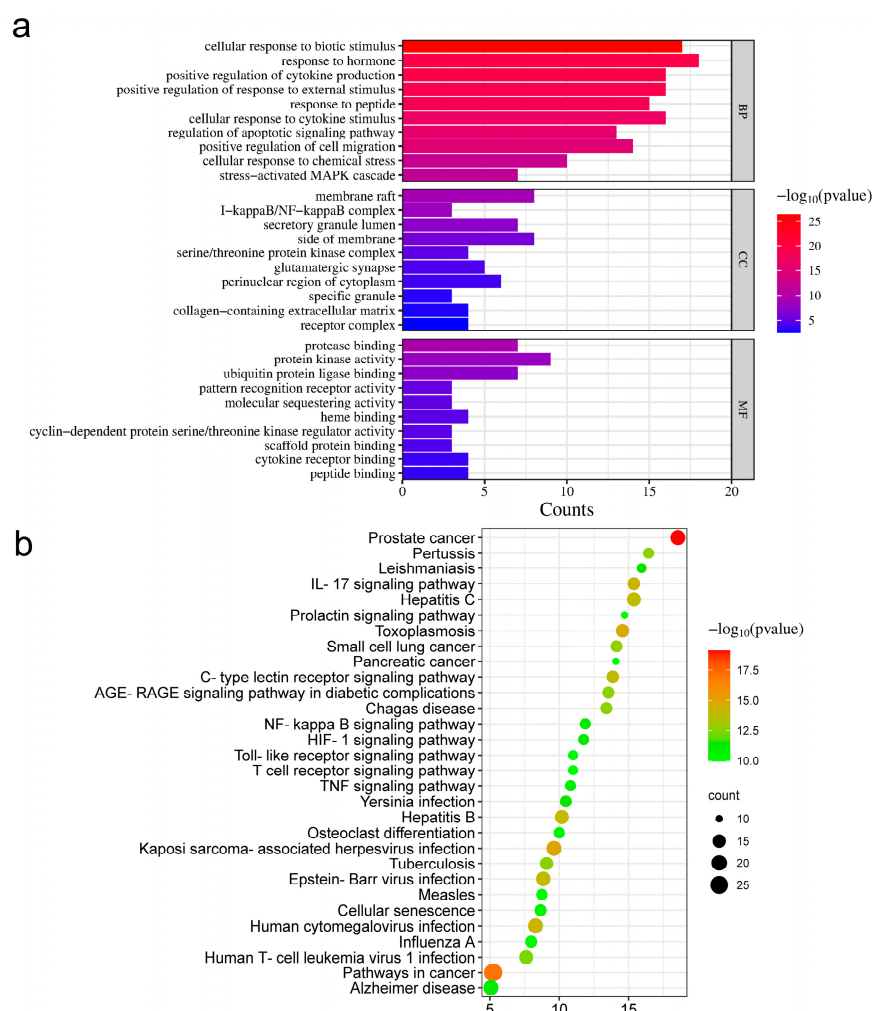 a
cellular response to biotic stimulus
response to hormone
positive regulation of cytokine production
positive regulation of response to external stimulus
response to peptide
cellular response to cytokine stimulus
regulation of apoptotic signaling pathway
positive regulation of cell migration
cellular response to chemical stress
stress−activated MAPK cascade
BP
membrane raft
I−kappaB/NF−kappaB complex
secretory granule lumen
side of membrane
serine/threonine protein kinase complex
glutamatergic synapse
perinuclear region of cytoplasm
specific granule
collagen−containing extracellular matrix
receptor complex
CC
protease binding
protein kinase activity
ubiquitin protein ligase binding
pattern recognition receptor activity
molecular sequestering activity
heme binding
cyclin−dependent protein serine/threonine kinase regulator activity
scaffold protein binding
cytokine receptor binding
peptide binding
MF
0 5 10 15 20
Counts
−log10(pvalue)
25
20
15
10
5
b
Prostate cancer
Pertussis
Leishmaniasis
IL- 17 signaling pathway
Hepatitis C
Prolactin signaling pathway
Toxoplasmosis
Small cell lung cancer
Pancreatic cancer
C- type lectin receptor signaling pathway
AGE- RAGE signaling pathway in diabetic complications
Chagas disease
NF- kappa B signaling pathway
HIF- 1 signaling pathway
Toll- like receptor signaling pathway
T cell receptor signaling pathway
TNF signaling pathway
Yersinia infection
Hepatitis B
Osteoclast differentiation
Kaposi sarcoma- associated herpesvirus infection
Tuberculosis
Epstein- Barr virus infection
Measles
Cellular senescence
Human cytomegalovirus infection
Influenza A
Human T- cell leukemia virus 1 infection
Pathways in cancer
Alzheimer disease
5 10 15
−log10(pvalue)
17.5
15.0
12.5
10.0
count
10
15
20
25